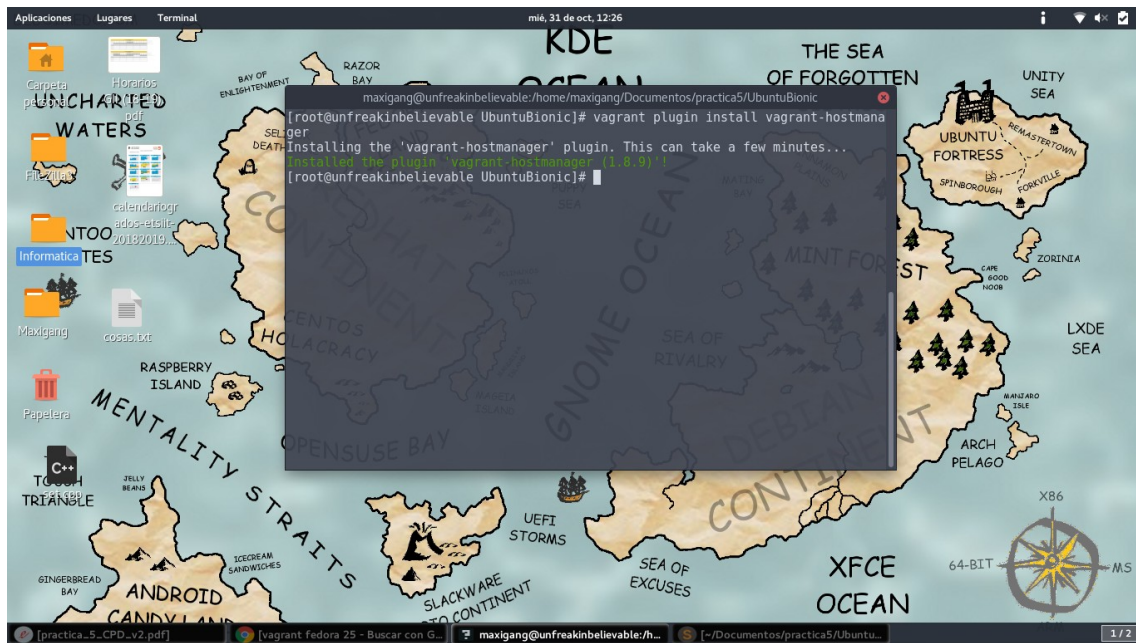 Aplicaciones Lugares Terminal mié, 31 de oct, 12:26
Carpeta
personal
Horarios
pdf
UNCHARTED
WATERS
FileZilla
calendariogr
ados-etsiit-
20182019...
Informatica
Maxigang
cosas.txt
Papelera
C++
TRIANGLE
KDE
OCEAN
BAY OF
ENLIGHTENMENT
RAZOR
BAY
THE SEA
OF FORGOTTEN
UNITY
SEA
maxigang@unfreakinbelievable:/home/maxigang/Documentos/practica5/UbuntuBionic
[root@unfreakinbelievable UbuntuBionic]# vagrant plugin install vagrant-hostmana
ger
Installing the 'vagrant-hostmanager' plugin. This can take a few minutes...
Installed the plugin 'vagrant-hostmanager (1.8.9)'!
[root@unfreakinbelievable UbuntuBionic]#
UBUNTU
FORTRESS
REMASTERTOWN
SPINBOROUGH
FORKVILLE
GNOME OCEAN
MINT FOREST
CAPE
GOOD
NOOB
ZORINIA
CENTOS
HOLACRACY
SEA OF
RIVALRY
MAGEIA
ISLAND
LXDE
SEA
RASPBERRY
ISLAND
MENTALITY STRAITS
OPENSUSE BAY
DEBIAN
CONTINENT
MANJARO
ISLE
ARCH
PELAGO
JELLY
BEANS
UEFI
STORMS
SEA OF
EXCUSES
ICECREAM
SANDWICHES
GINGERBREAD
BAY
ANDROID
CANDYLAND
SLACKWARE
XFCE
OCEAN
X86
64-BIT
MS
[practica_5_CPD_v2.pdf] [vagrant fedora 25 - Buscar con G... maxigang@unfreakinbelievable:/h... [~/Documentos/practica5/Ubuntu... 1 / 2